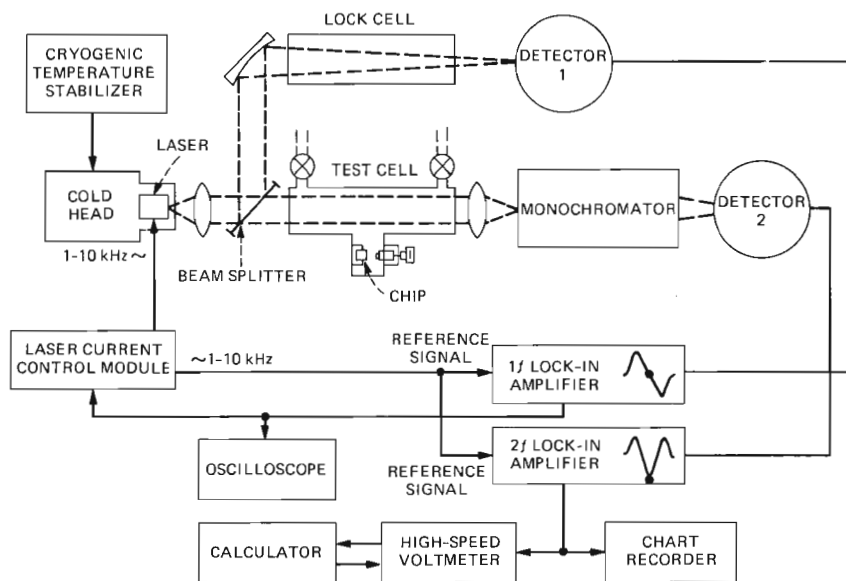 LOCK CELL
CRYOGENIC
TEMPERATURE
STABILIZER
DETECTOR
1
LASER
TEST CELL
COLD
HEAD
MONOCHROMATOR
DETECTOR
2
1-10 kHz ~
BEAM SPLITTER
CHIP
LASER CURRENT
CONTROL MODULE
~1-10 kHz
REFERENCE
SIGNAL
1f LOCK-IN
AMPLIFIER
2f LOCK-IN
AMPLIFIER
OSCILLOSCOPE
REFERENCE
SIGNAL
CALCULATOR
HIGH-SPEED
VOLTMETER
CHART
RECORDER